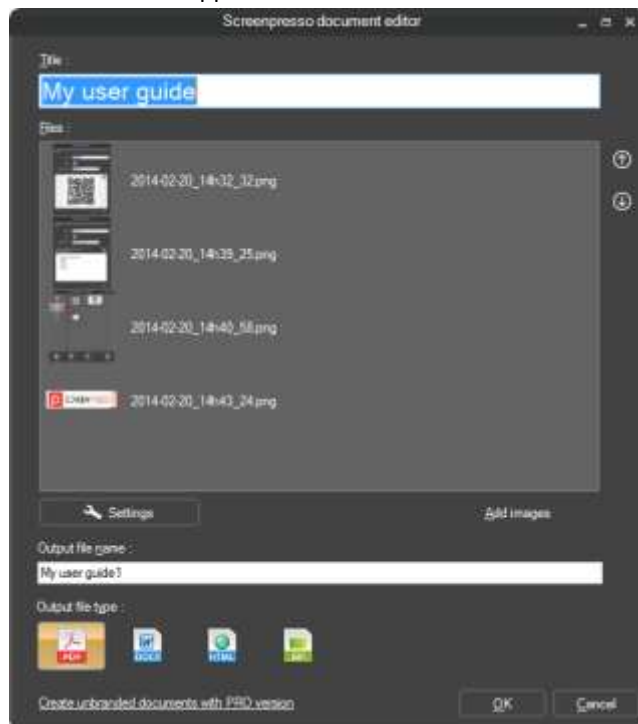 Screenpresso document editor
Title :
My user guide
Files :
2014-02-20_14h32_32.png
2014-02-20_14h39_25.png
2014-02-20_14h40_58.png
2014-02-20_14h43_24.png
Settings
Add images
Output file name :
My user guide1
Output file type :
PDF
DOCX
HTML
Create unbranded documents with PRO version
OK
Cancel